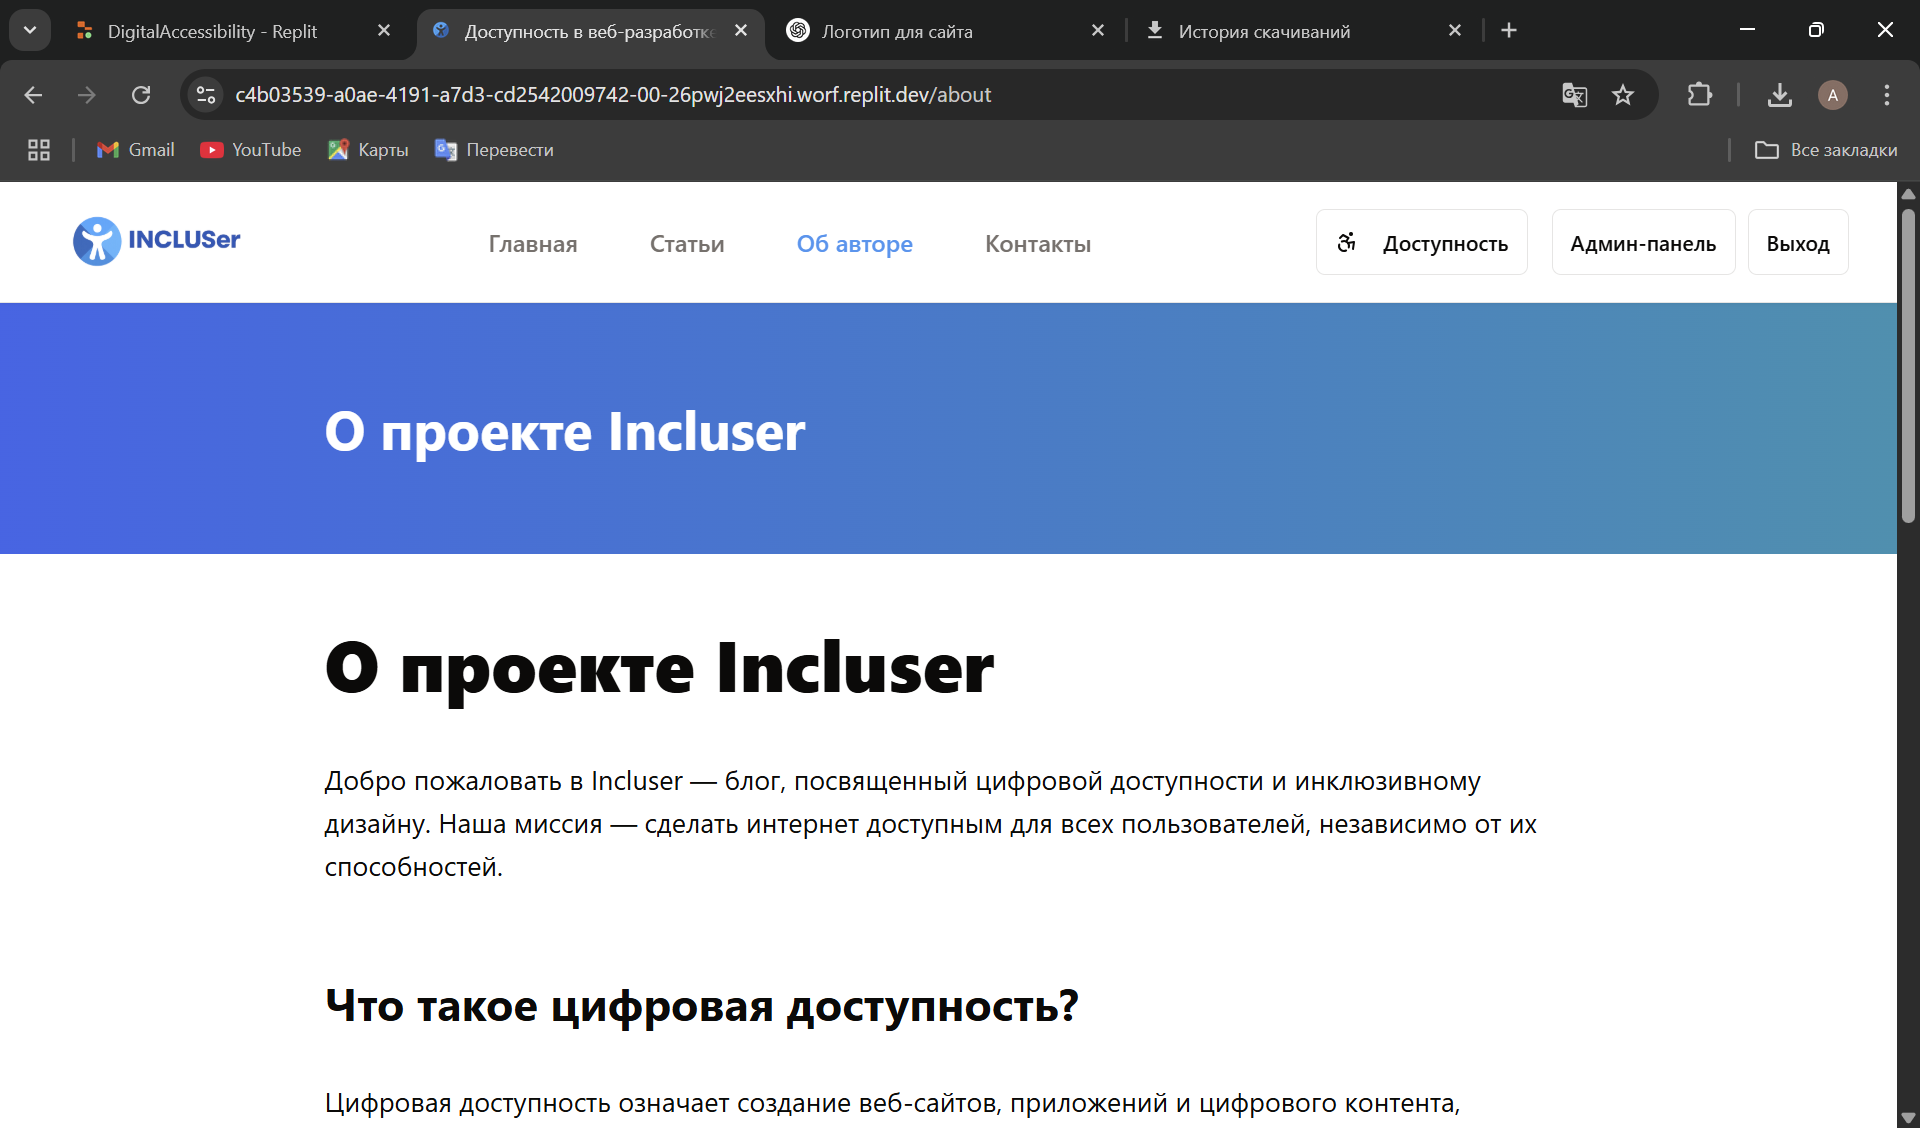 DigitalAccessibility - Replit
Доступность в веб-разработке
Логотип для сайта
История скачиваний
c4b03539-a0ae-4191-a7d3-cd2542009742-00-26pwj2eesxhi.worf.replit.dev/about
A
Gmail
YouTube
Карты
Перевести
Все закладки
INCLUSer
Главная
Статьи
Об авторе
Контакты
Доступность
Админ-панель
Выход
О проекте Incluser
О проекте Incluser
Добро пожаловать в Incluser — блог, посвященный цифровой доступности и инклюзивному
дизайну. Наша миссия — сделать интернет доступным для всех пользователей, независимо от их
способностей.
Что такое цифровая доступность?
Цифровая доступность означает создание веб-сайтов, приложений и цифрового контента,